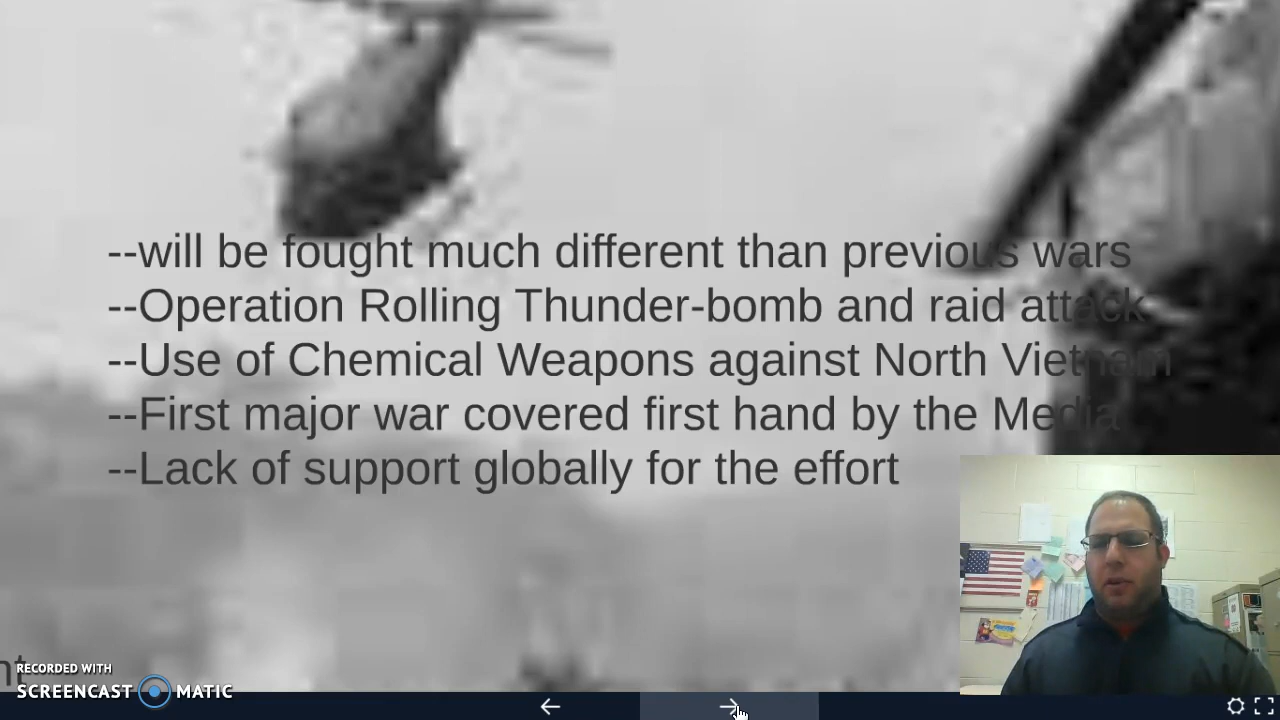 --will be fought much different than previous wars
--Operation Rolling Thunder-bomb and raid attack
--Use of Chemical Weapons against North Vietnam
--First major war covered first hand by the Media
--Lack of support globally for the effort
nt
RECORDED WITH
SCREENCAST MATIC